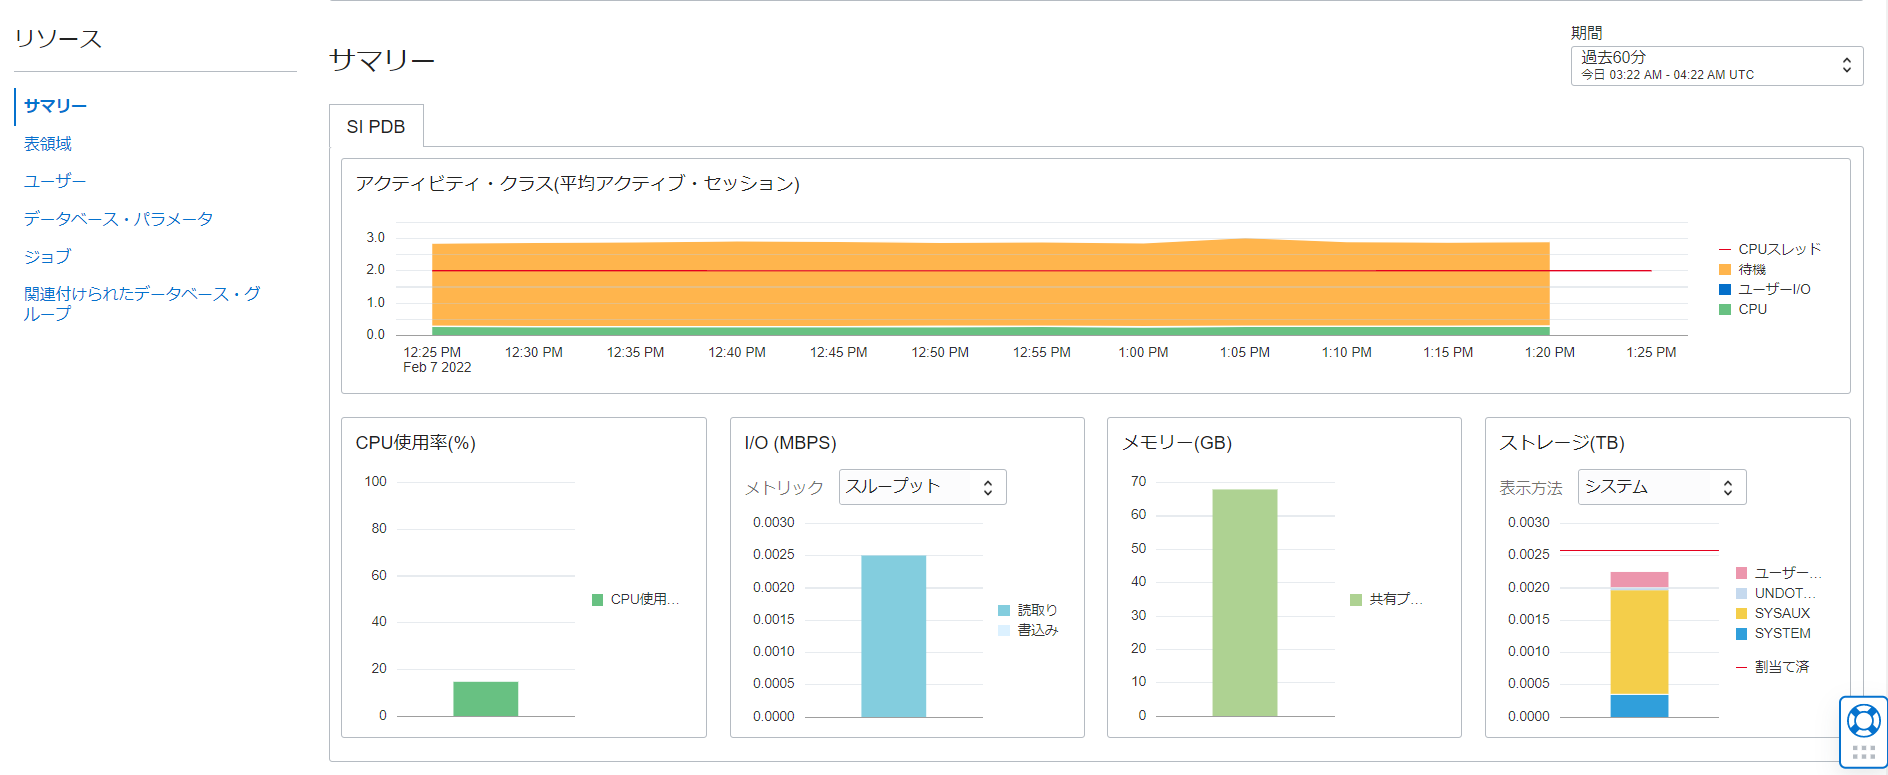 リソース
サマリー
表領域
ユーザー
データベース・パラメータ
ジョブ
関連付けられたデータベース・グ
ループ
サマリー
期間
過去60分
今日 03:22 AM - 04:22 AM UTC
SI PDB
アクティビティ・クラス(平均アクティブ・セッション)
3.0
2.0
1.0
0.0
12:25 PM
Feb 7 2022
12:30 PM
12:35 PM
12:40 PM
12:45 PM
12:50 PM
12:55 PM
1:00 PM
1:05 PM
1:10 PM
1:15 PM
1:20 PM
1:25 PM
CPUスレッド
待機
ユーザーI/O
CPU
CPU使用率(%)
100
80
60
40
20
0
CPU使用...
I/O (MBPS)
メトリック
スループット
0.0030
0.0025
0.0020
0.0015
0.0010
0.0005
0.0000
読取り
書込み
メモリー(GB)
70
60
50
40
30
20
10
0
共有プ...
ストレージ(TB)
表示方法
システム
0.0030
0.0025
0.0020
0.0015
0.0010
0.0005
0.0000
ユーザー...
UNDOT...
SYSAUX
SYSTEM
割当て済